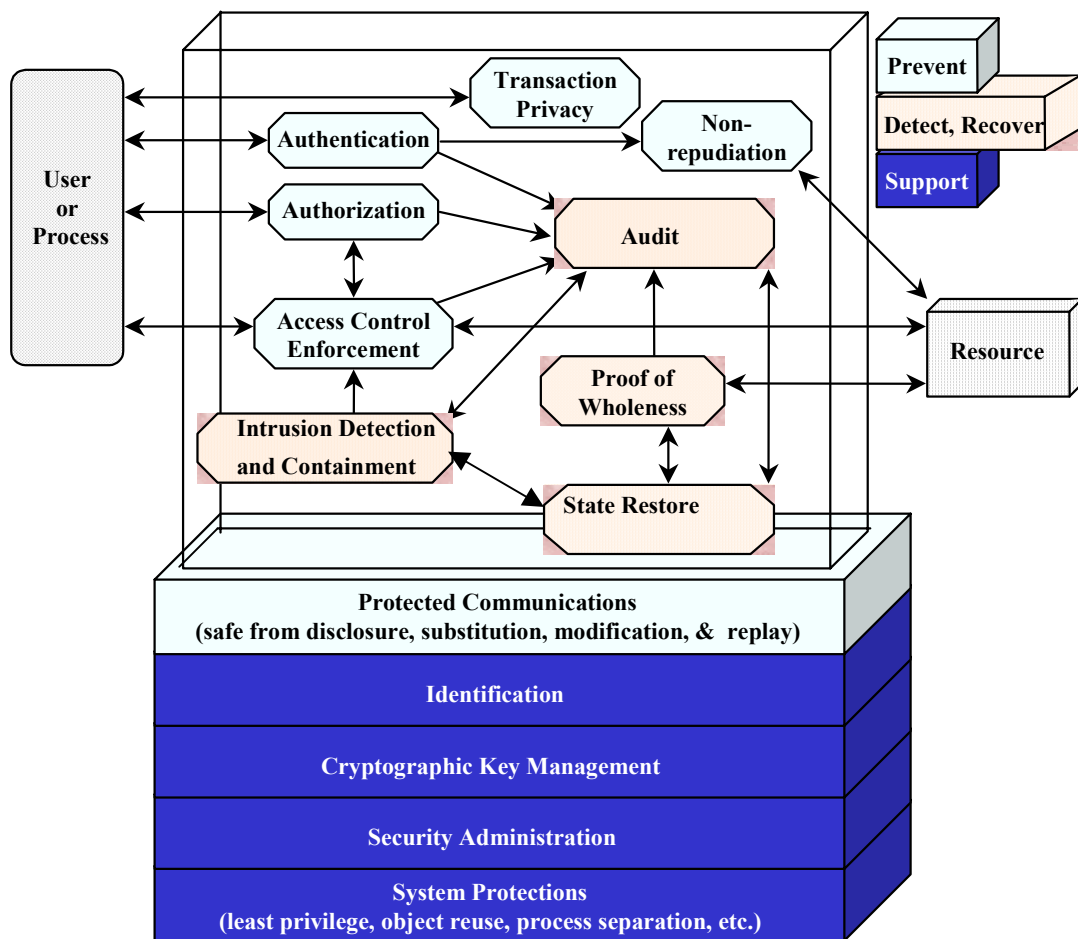 Prevent
Detect, Recover
Support
User
or
Process
Transaction
Privacy
Authentication
Non-
repudiation
Authorization
Audit
Access Control
Enforcement
Resource
Proof of
Wholeness
Intrusion Detection
and Containment
State Restore
Protected Communications
(safe from disclosure, substitution, modification, & replay)
Identification
Cryptographic Key Management
Security Administration
System Protections
(least privilege, object reuse, process separation, etc.)